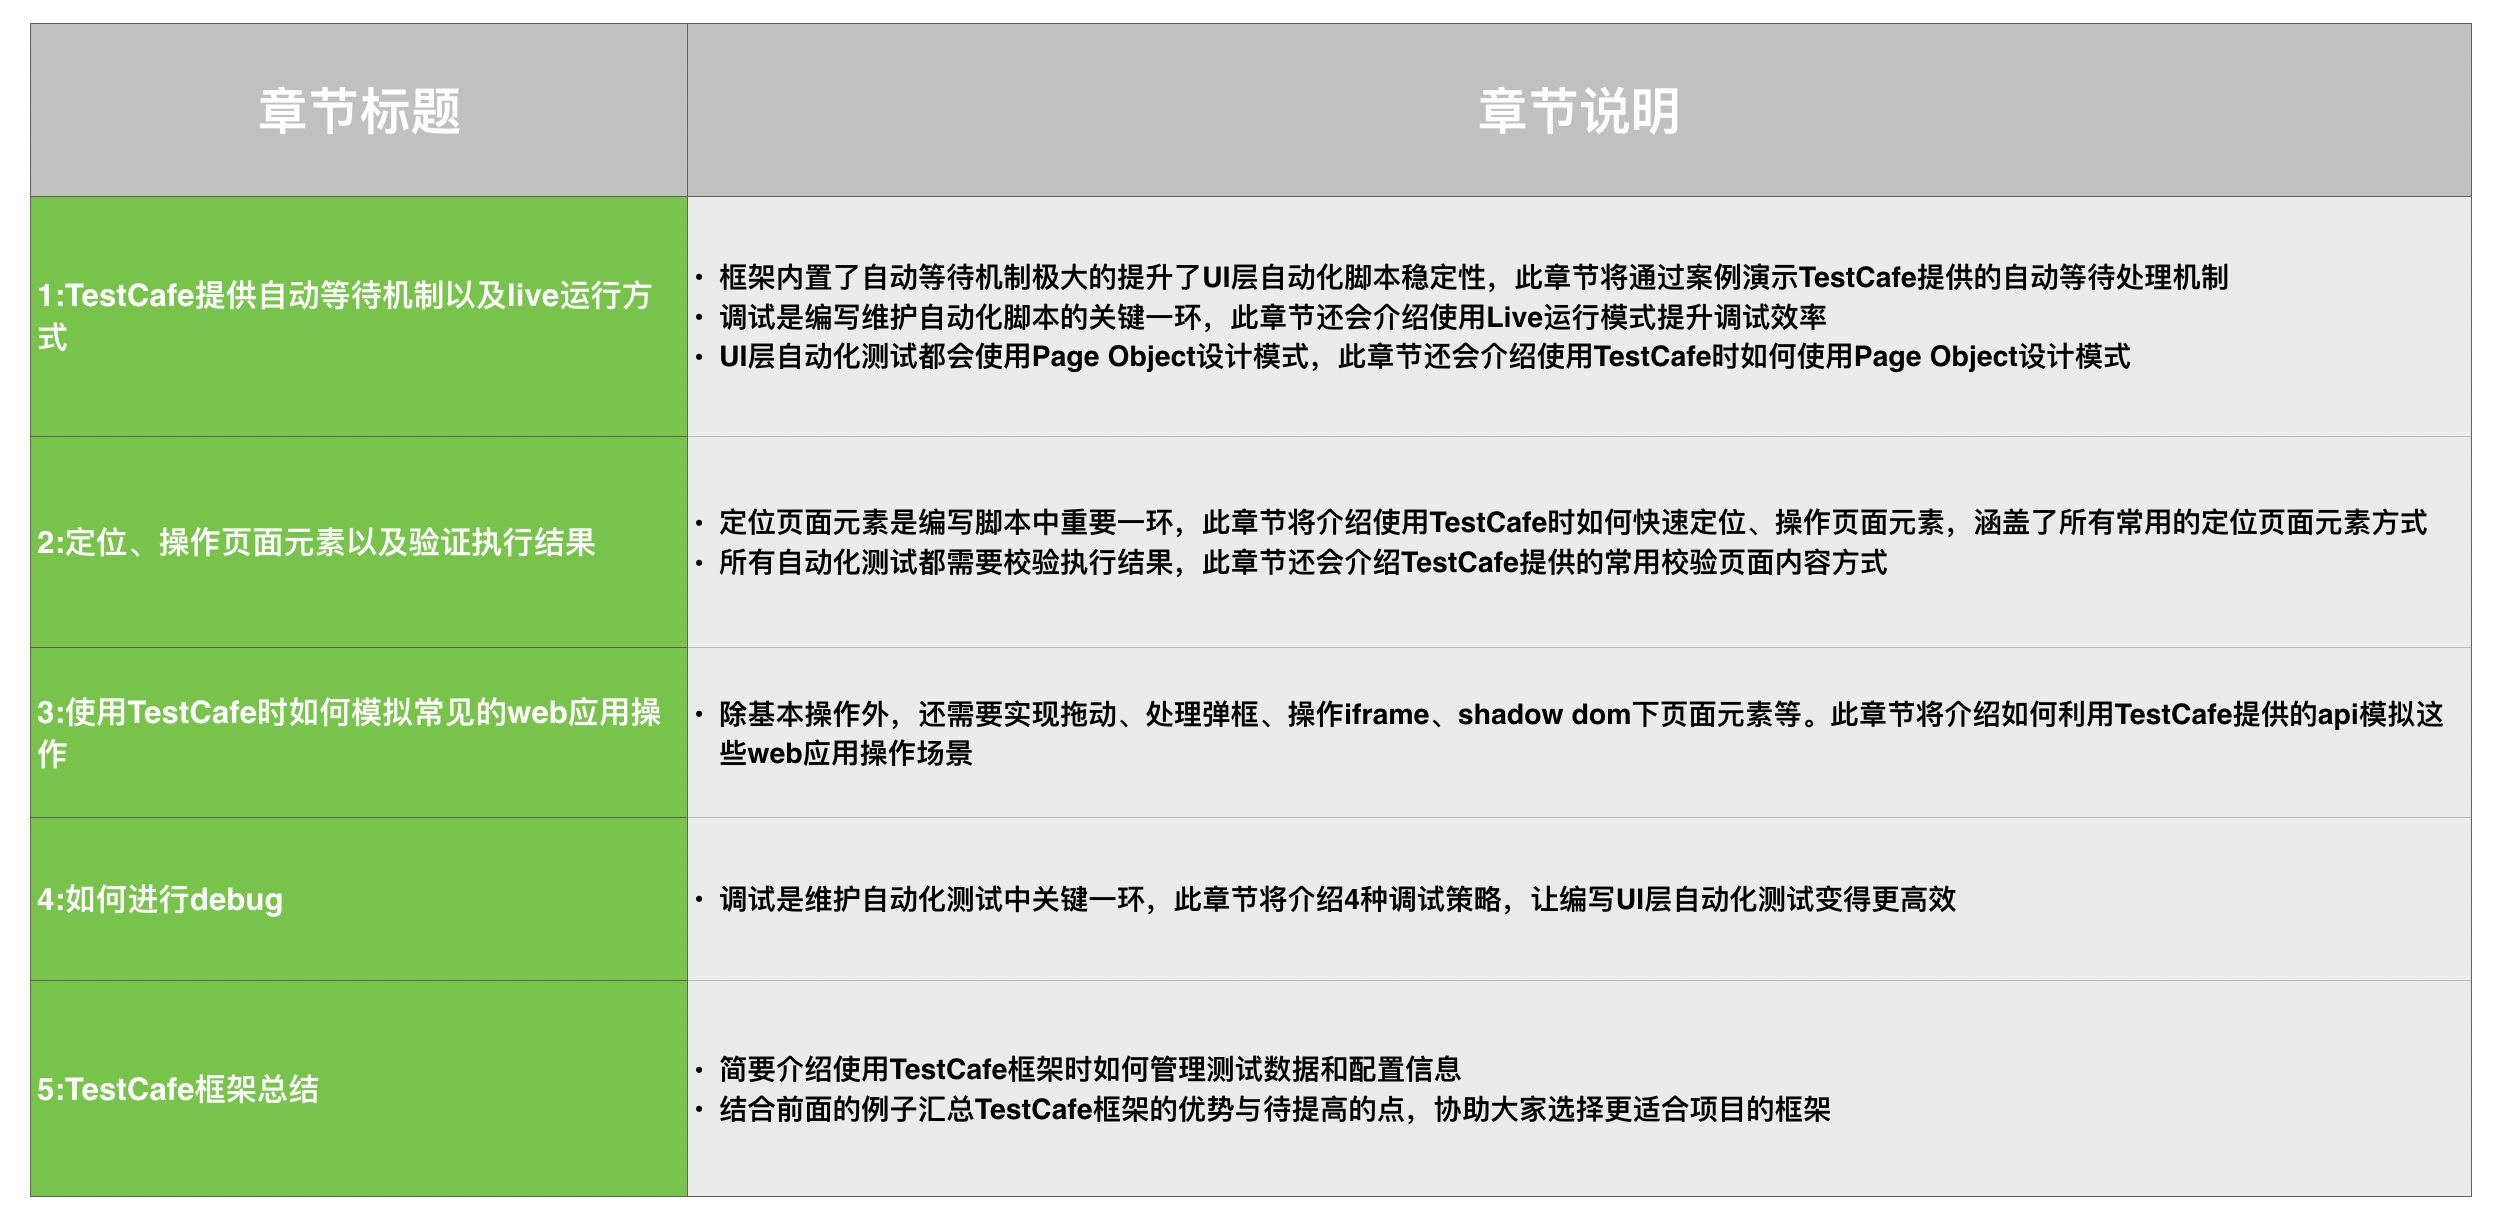 章节标题
章节说明
1:TestCafe提供自动等待机制以及live运行方
式
• 框架内置了自动等待机制极大的提升了UI层自动化脚本稳定性，此章节将通过案例演示TestCafe提供的自动等待处理机制
• 调试是编写维护自动化脚本的关键一环，此章节还会介绍使用Live运行模式提升调试效率
• UI层自动化测试都会使用Page Object设计模式，此章节还会介绍使用TestCafe时如何使用Page Object设计模式
2:定位、操作页面元素以及验证执行结果
• 定位页面元素是编写脚本中重要一环，此章节将介绍使用TestCafe时如何快速定位、操作页面元素，涵盖了所有常用的定位页面元素方式
• 所有自动化测试都需要校验执行结果，此章节还会介绍TestCafe提供的常用校验页面内容方式
3:使用TestCafe时如何模拟常见的web应用操
作
• 除基本操作外，还需要实现拖动、处理弹框、操作iframe、shadow dom下页面元素等。此章节将介绍如何利用TestCafe提供的api模拟这
些web应用操作场景
4:如何进行debug
• 调试是维护自动化测试中关键一环，此章节将介绍4种调试策略，让编写UI层自动化测试变得更高效
5:TestCafe框架总结
• 简要介绍使用TestCafe框架时如何管理测试数据和配置信息
• 结合前面的例子汇总TestCafe框架的优势与待提高的点，协助大家选择更适合项目的框架